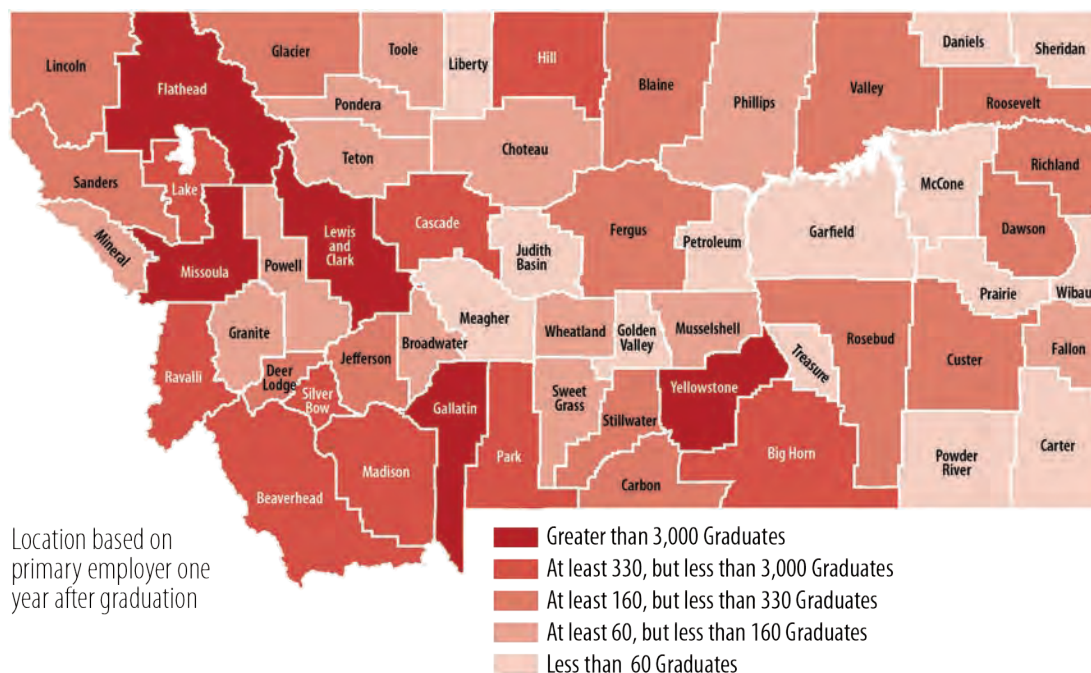 Lincoln
Flathead
Glacier
Toole
Liberty
Hill
Blaine
Phillips
Valley
Daniels
Sheridan
Roosevelt
Pondera
Teton
Choteau
Sanders
Lake
Mineral
Missoula
Powell
Lewis
and
Clark
Cascade
Judith
Basin
Fergus
Petroleum
Garfield
McCone
Richland
Dawson
Prairie
Wibau
Granite
Meagher
Broadwater
Jefferson
Deer
Lodge
Silver
Bow
Ravalli
Wheatland
Golden
Valley
Musselshell
Treasure
Rosebud
Custer
Fallon
Yellowstone
Gallatin
Sweet
Grass
Stillwater
Park
Madison
Beaverhead
Carbon
Big Horn
Powder
River
Carter
Location based on
primary employer one
year after graduation
Greater than 3,000 Graduates
At least 330, but less than 3,000 Graduates
At least 160, but less than 330 Graduates
At least 60, but less than 160 Graduates
Less than 60 Graduates